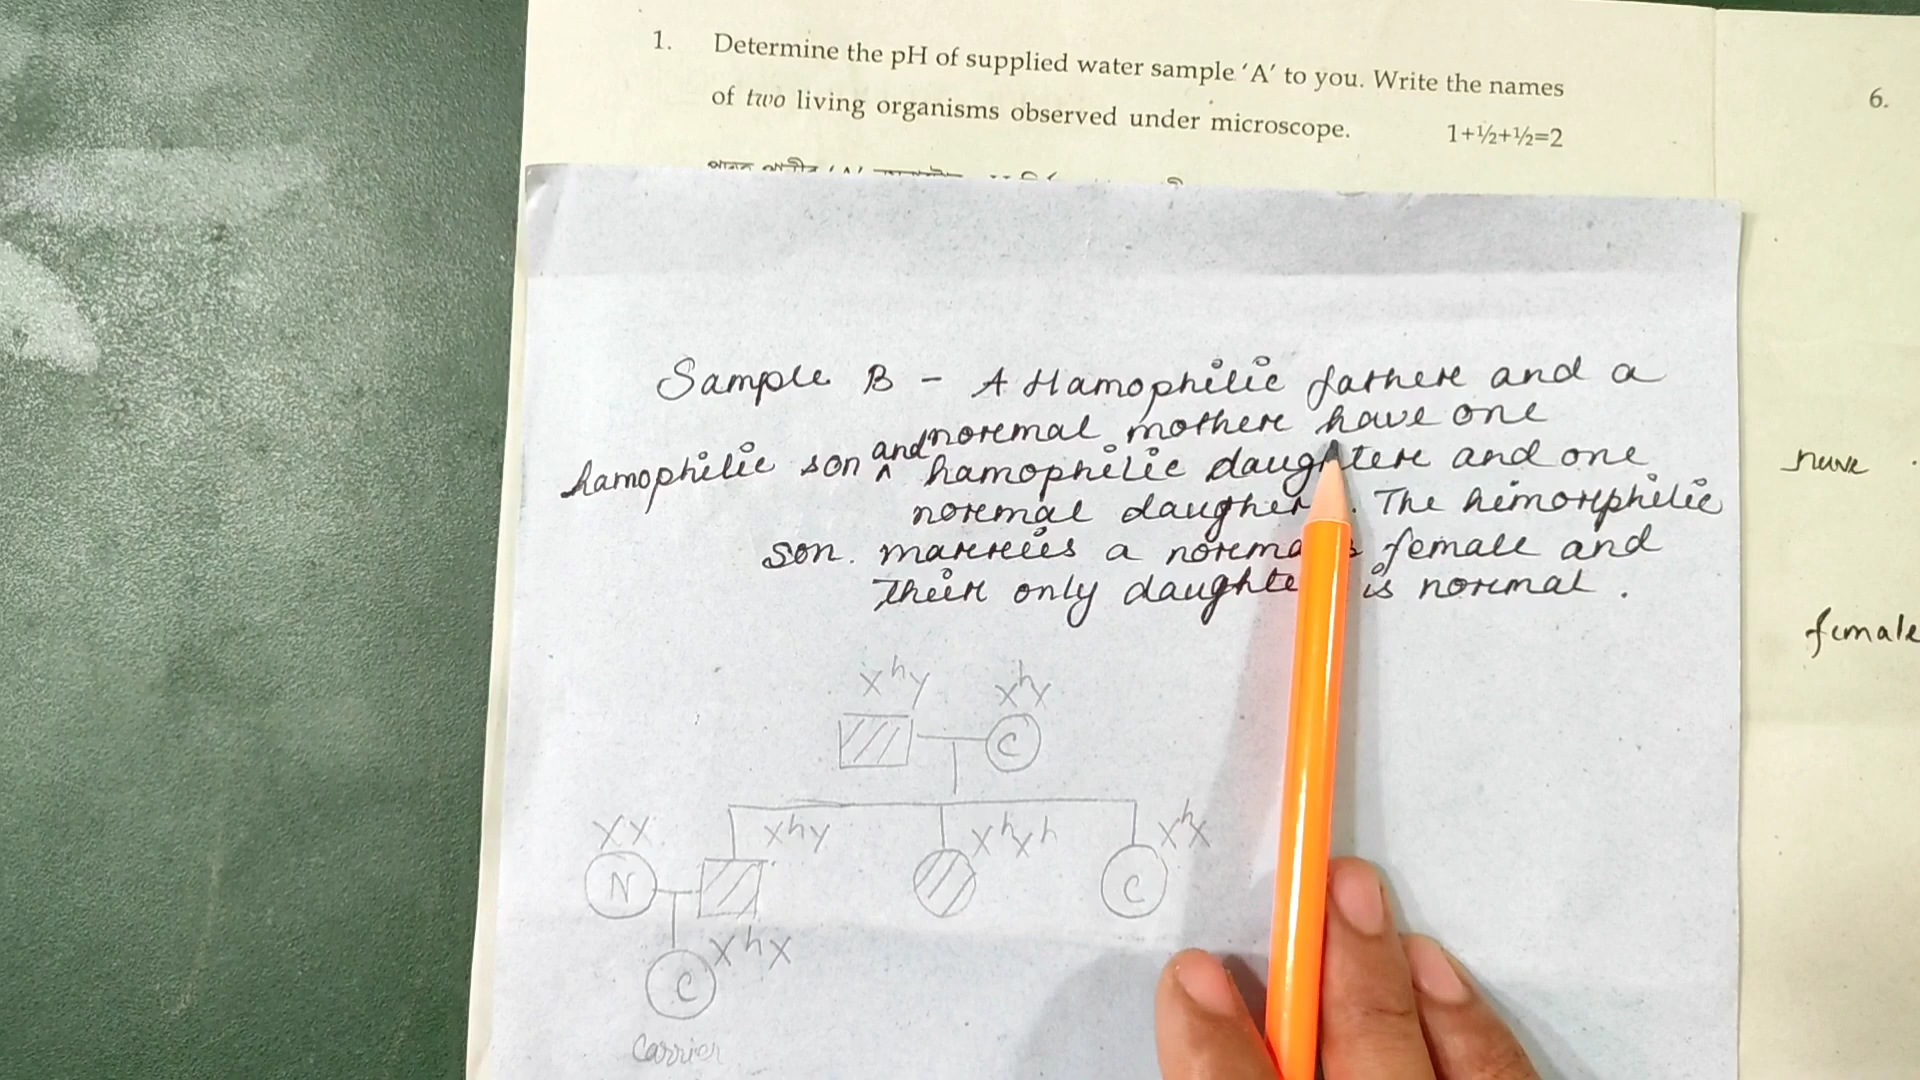 1. Determine the pH of supplied water sample 'A' to you. Write the names
of two living organisms observed under microscope. 1+½+½=2
6.
Sample B - A Hamophilic father and a
normal mother have one
hamophilic son and hamophilic daughter and one
normal daugher. The hemorphilic
son. marries a normal female and
Their only daughter is normal.
have
female
XʰY XʰX
C
XX XʰY XʰXʰ XʰX
N C
XʰX
C
Carrier